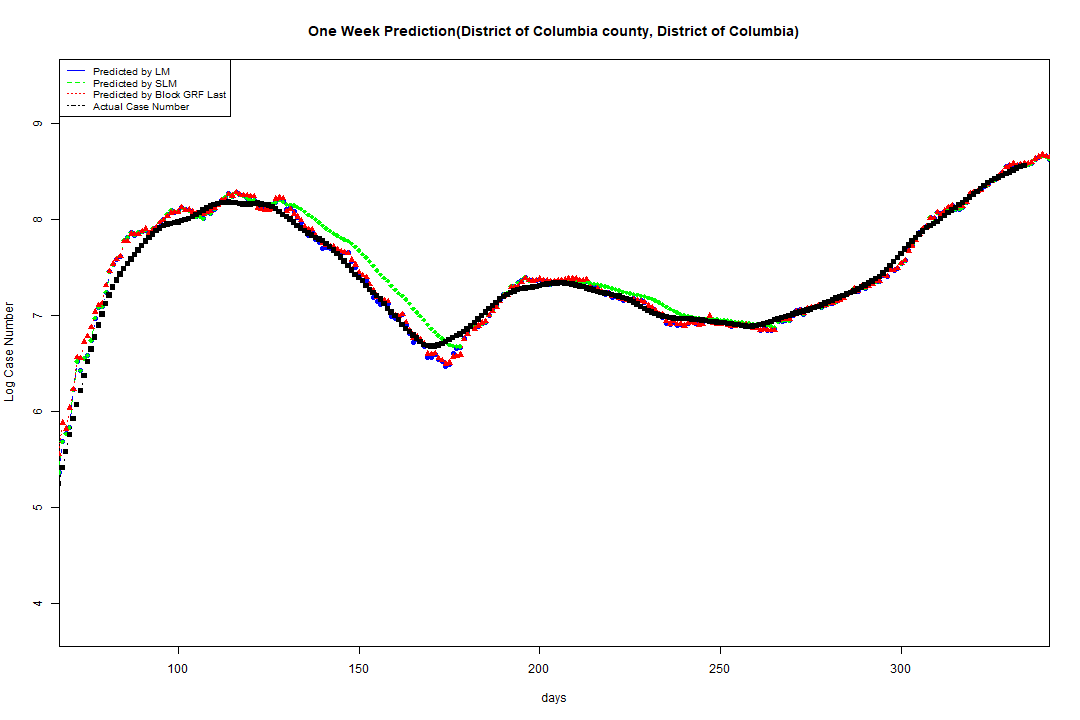 One Week Prediction(District of Columbia county, District of Columbia)
Predicted by LM
Predicted by SLM
Predicted by Block GRF Last
Actual Case Number
9
8
7
6
5
4
Log Case Number
100
150
200
250
300
days